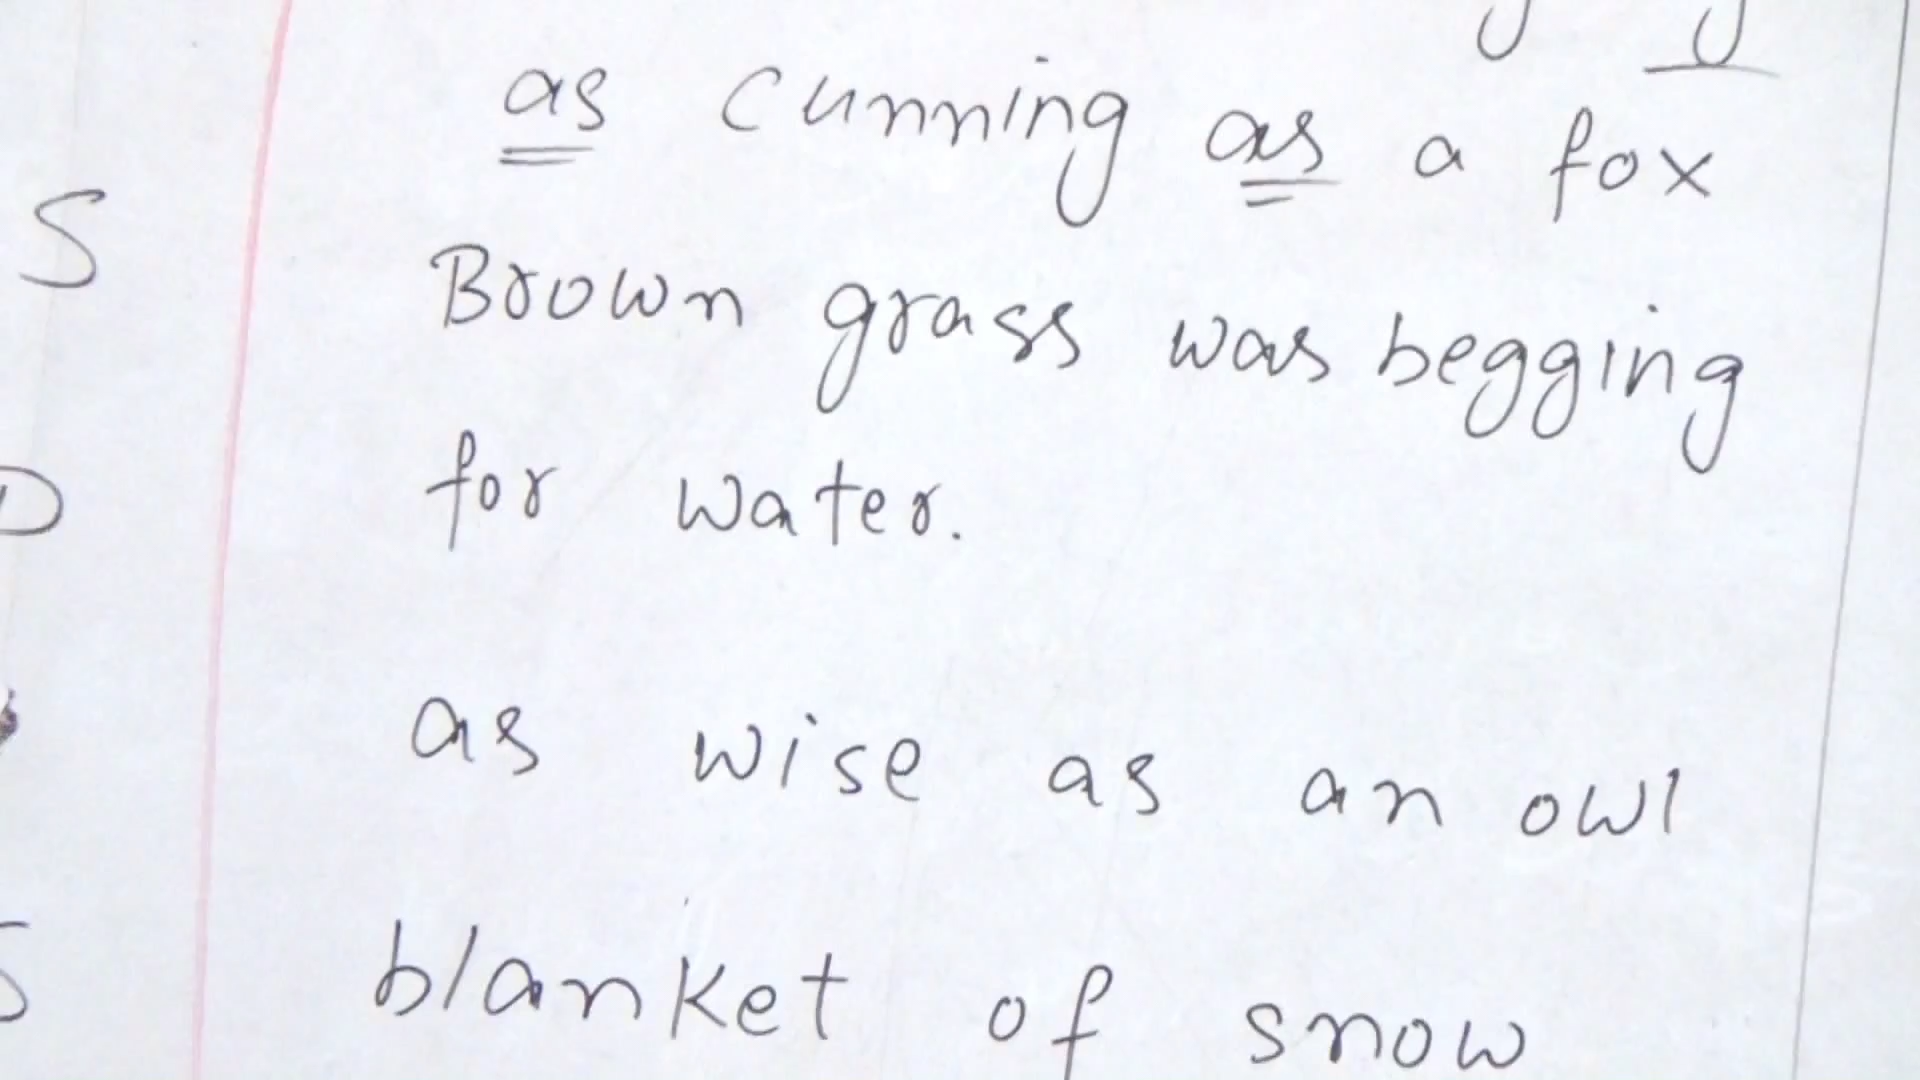 as cunning as a fox
S
Brown grass was begging
D
for water.
as wise as an owl
blanket of snow